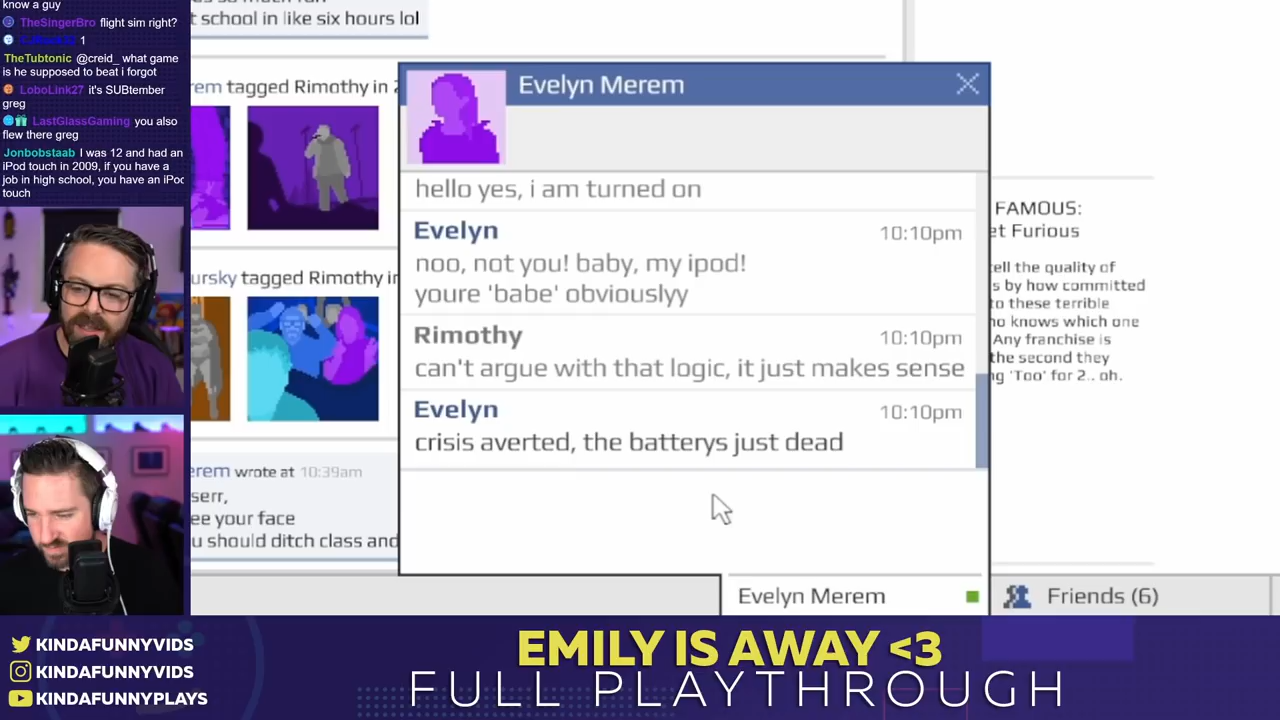 know a guy
TheSingerBro flight sim right?
1
TheTubtonic @creid_ what game
is he supposed to beat i forgot
LoboLink27 it's SUBtember
greg
LastGlassGaming you also
flew there greg
Jonbobstaab I was 12 and had an
iPod touch in 2009, if you have a
job in high school, you have an iPod
touch
t school in like six hours lol
rem tagged Rimothy in 2
ursky tagged Rimothy in
erem wrote at 10:39am
serr,
ee your face
u should ditch class and
Evelyn Merem
hello yes, i am turned on
Evelyn 10:10pm
noo, not you! baby, my ipod!
youre 'babe' obviouslyy
Rimothy 10:10pm
can't argue with that logic, it just makes sense
Evelyn 10:10pm
crisis averted, the batterys just dead
Evelyn Merem
Friends (6)
FAMOUS:
et Furious
tell the quality of
s by how committed
to these terrible
ho knows which one
Any franchise is
the second they
ng 'Too' for 2.. oh.
KINDAFUNNYVIDS
KINDAFUNNYVIDS
KINDAFUNNYPLAYS
EMILY IS AWAY <3
FULL PLAYTHROUGH